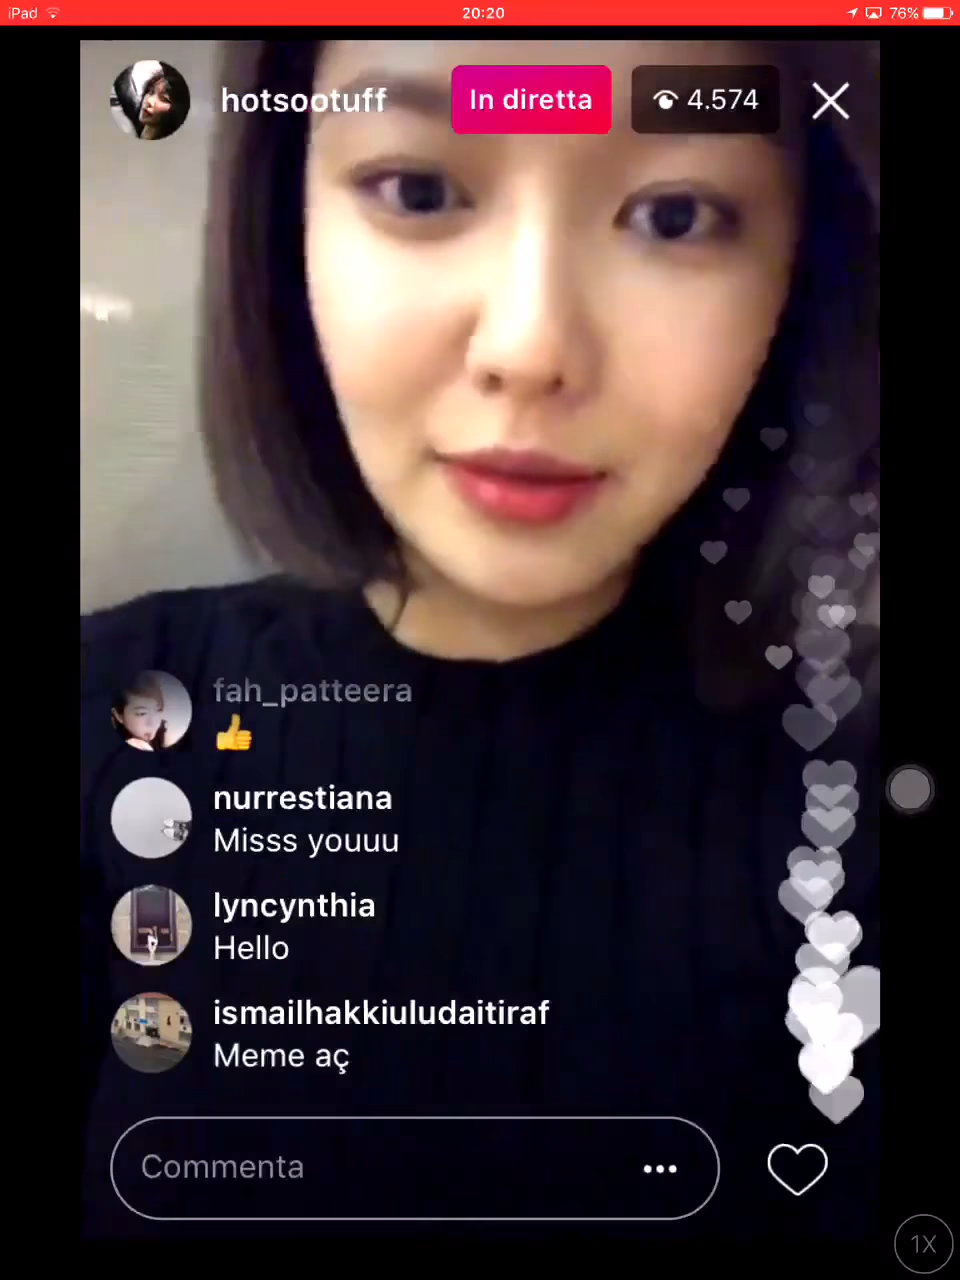 iPad
20:20
76%
hotsootuff
In diretta
4.574
fah_patteera
👍
nurrestiana
Misss youuu
lyncynthia
Hello
ismailhakkiuludaitiraf
Meme aç
Commenta
1X